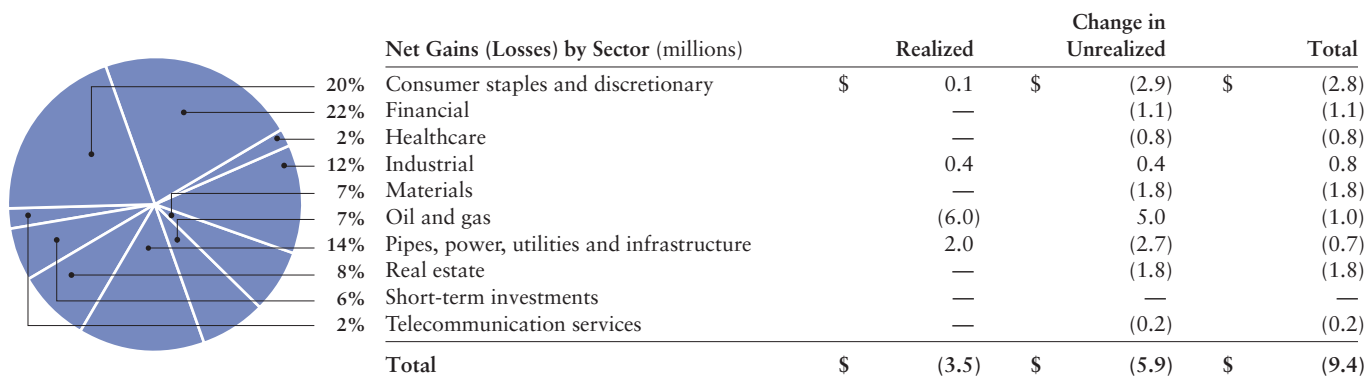 Change in
Net Gains (Losses) by Sector (millions) Realized Unrealized Total
20% Consumer staples and discretionary $ 0.1 $ (2.9) $ (2.8)
22% Financial — (1.1) (1.1)
2% Healthcare — (0.8) (0.8)
12% Industrial 0.4 0.4 0.8
7% Materials — (1.8) (1.8)
7% Oil and gas (6.0) 5.0 (1.0)
14% Pipes, power, utilities and infrastructure 2.0 (2.7) (0.7)
8% Real estate — (1.8) (1.8)
6% Short-term investments — — —
2% Telecommunication services — (0.2) (0.2)
Total $ (3.5) $ (5.9) $ (9.4)